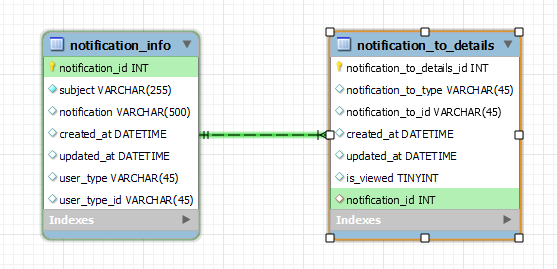 notification_info
notification_id INT
subject VARCHAR(255)
notification VARCHAR(500)
created_at DATETIME
updated_at DATETIME
user_type VARCHAR(45)
user_type_id VARCHAR(45)
Indexes
notification_to_details
notification_to_details_id INT
notification_to_type VARCHAR(45)
notification_to_id VARCHAR(45)
created_at DATETIME
updated_at DATETIME
is_viewed TINYINT
notification_id INT
Indexes